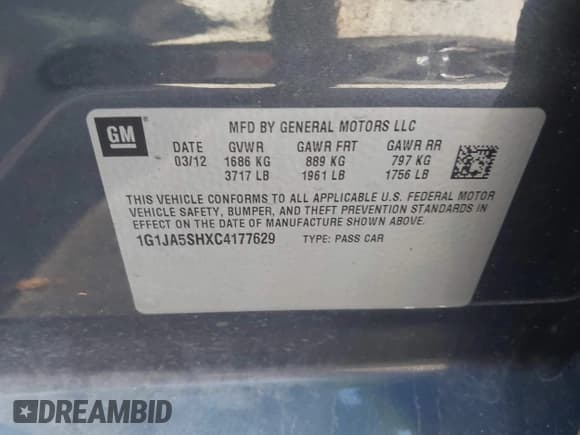 GM
MFD BY GENERAL MOTORS LLC
DATE GVWR GAWR FRT GAWR RR
03/12 1686 KG 889 KG 797 KG
3717 LB 1961 LB 1756 LB
THIS VEHICLE CONFORMS TO ALL APPLICABLE U.S. FEDERAL MOTOR
VEHICLE SAFETY, BUMPER, AND THEFT PREVENTION STANDARDS IN
EFFECT ON THE DATE OF MANUFACTURE SHOWN ABOVE.
1G1JA5SHXC4177629 TYPE: PASS CAR
DREAMBID